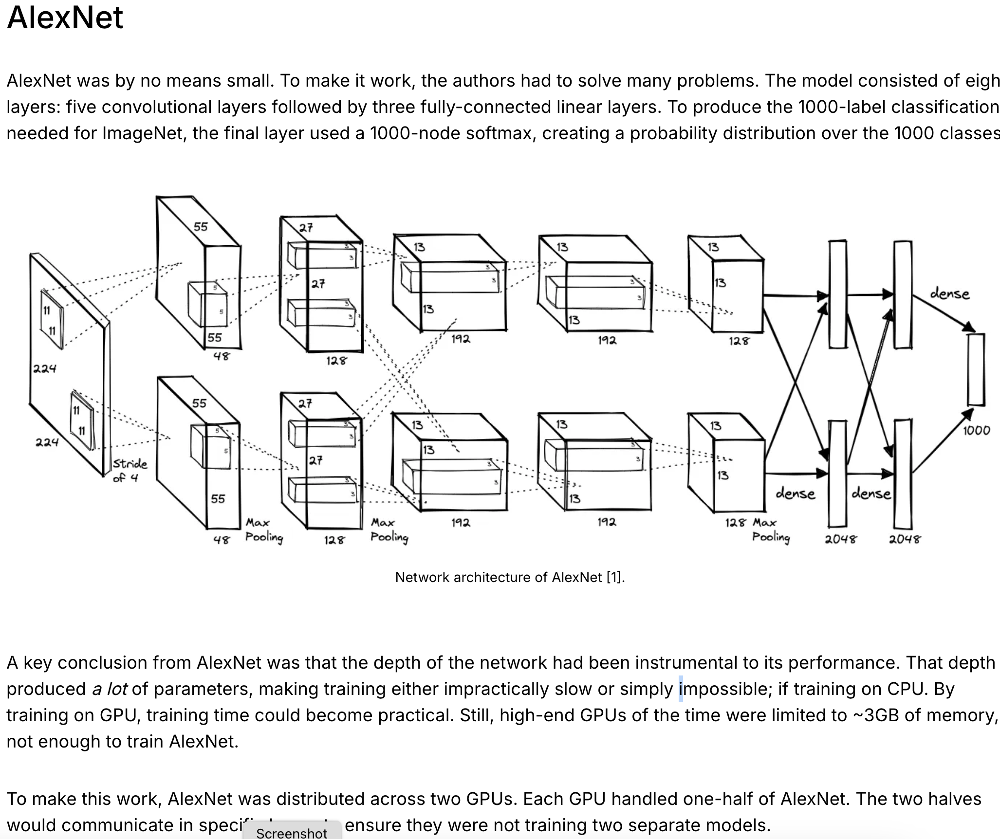 AlexNet
AlexNet was by no means small. To make it work, the authors had to solve many problems. The model consisted of eigh
layers: five convolutional layers followed by three fully-connected linear layers. To produce the 1000-label classification
needed for ImageNet, the final layer used a 1000-node softmax, creating a probability distribution over the 1000 classes
11
11
224
11
11
224
Stride
of 4
55
5
5
55
48
55
5
5
55
48
Max
Pooling
27
3
3
27
3
3
128
27
3
3
27
3
3
128
Max
Pooling
13
3
3
13
192
13
13
3
3
192
13
3
3
13
192
13
3
3
13
192
13
13
128
13
13
128
Max
Pooling
dense
2048
dense
2048
dense
1000
Network architecture of AlexNet [1].
A key conclusion from AlexNet was that the depth of the network had been instrumental to its performance. That depth
produced a lot of parameters, making training either impractically slow or simply impossible; if training on CPU. By
training on GPU, training time could become practical. Still, high-end GPUs of the time were limited to ~3GB of memory,
not enough to train AlexNet.
To make this work, AlexNet was distributed across two GPUs. Each GPU handled one-half of AlexNet. The two halves
would communicate in ensure they were not training two separate models.
Screenshot